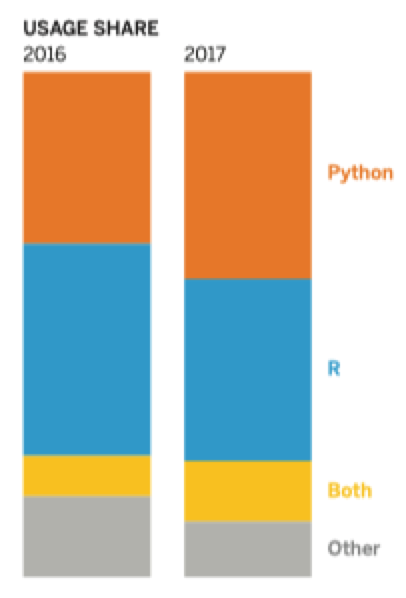 USAGE SHARE
2016
2017
Python
R
Both
Other